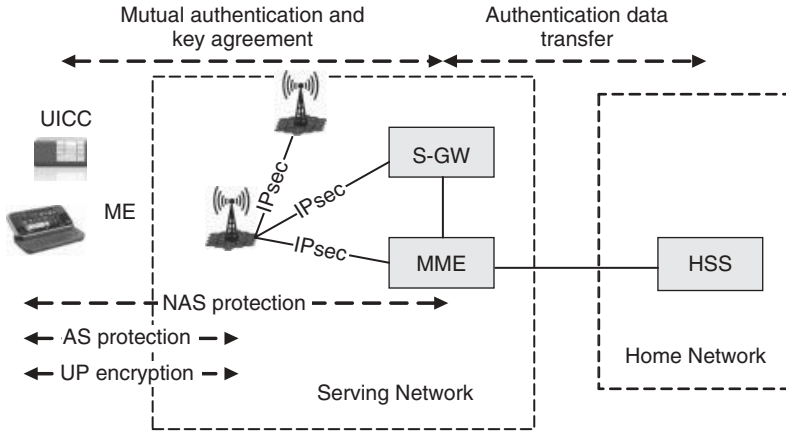 Mutual authentication and
key agreement
Authentication data
transfer
UICC
ME
IPsec
IPsec
IPsec
S-GW
MME
HSS
NAS protection
AS protection
UP encryption
Serving Network
Home Network